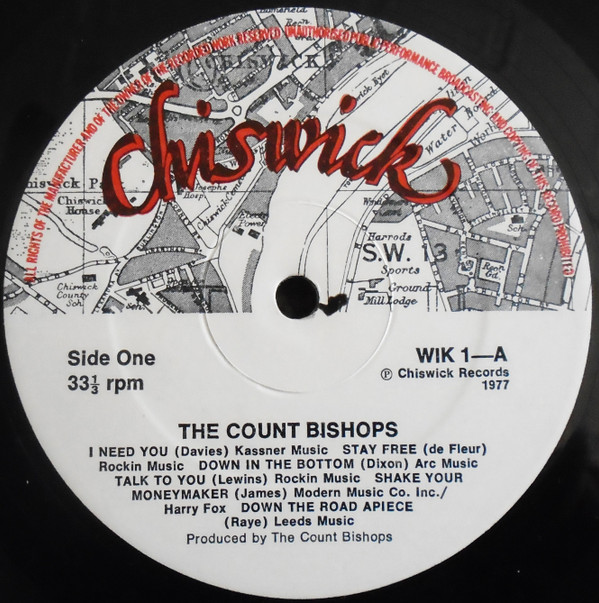 ALL RIGHTS OF THE MANUFACTURER AND OF THE OWNER OF THE RECORDED WORK RESERVED UNAUTHORISED PUBLIC PERFORMANCE BROADCASTING AND COPYING OF THIS RECORD PROHIBITED
CHISWICK
chiswick
Chiswick
House
Hosp.
Chiswick
County
Sch.
Water
Harrods
S.W. 13
Sports
Ground
Mill Lodge
Sch.
Rec.
Gd.
Side One
33⅓ rpm
WIK 1—A
Ⓟ Chiswick Records
1977
THE COUNT BISHOPS
I NEED YOU (Davies) Kassner Music STAY FREE (de Fleur)
Rockin Music DOWN IN THE BOTTOM (Dixon) Arc Music
TALK TO YOU (Lewins) Rockin Music SHAKE YOUR
MONEYMAKER (James) Modern Music Co. Inc./
Harry Fox DOWN THE ROAD APIECE
(Raye) Leeds Music
Produced by The Count Bishops